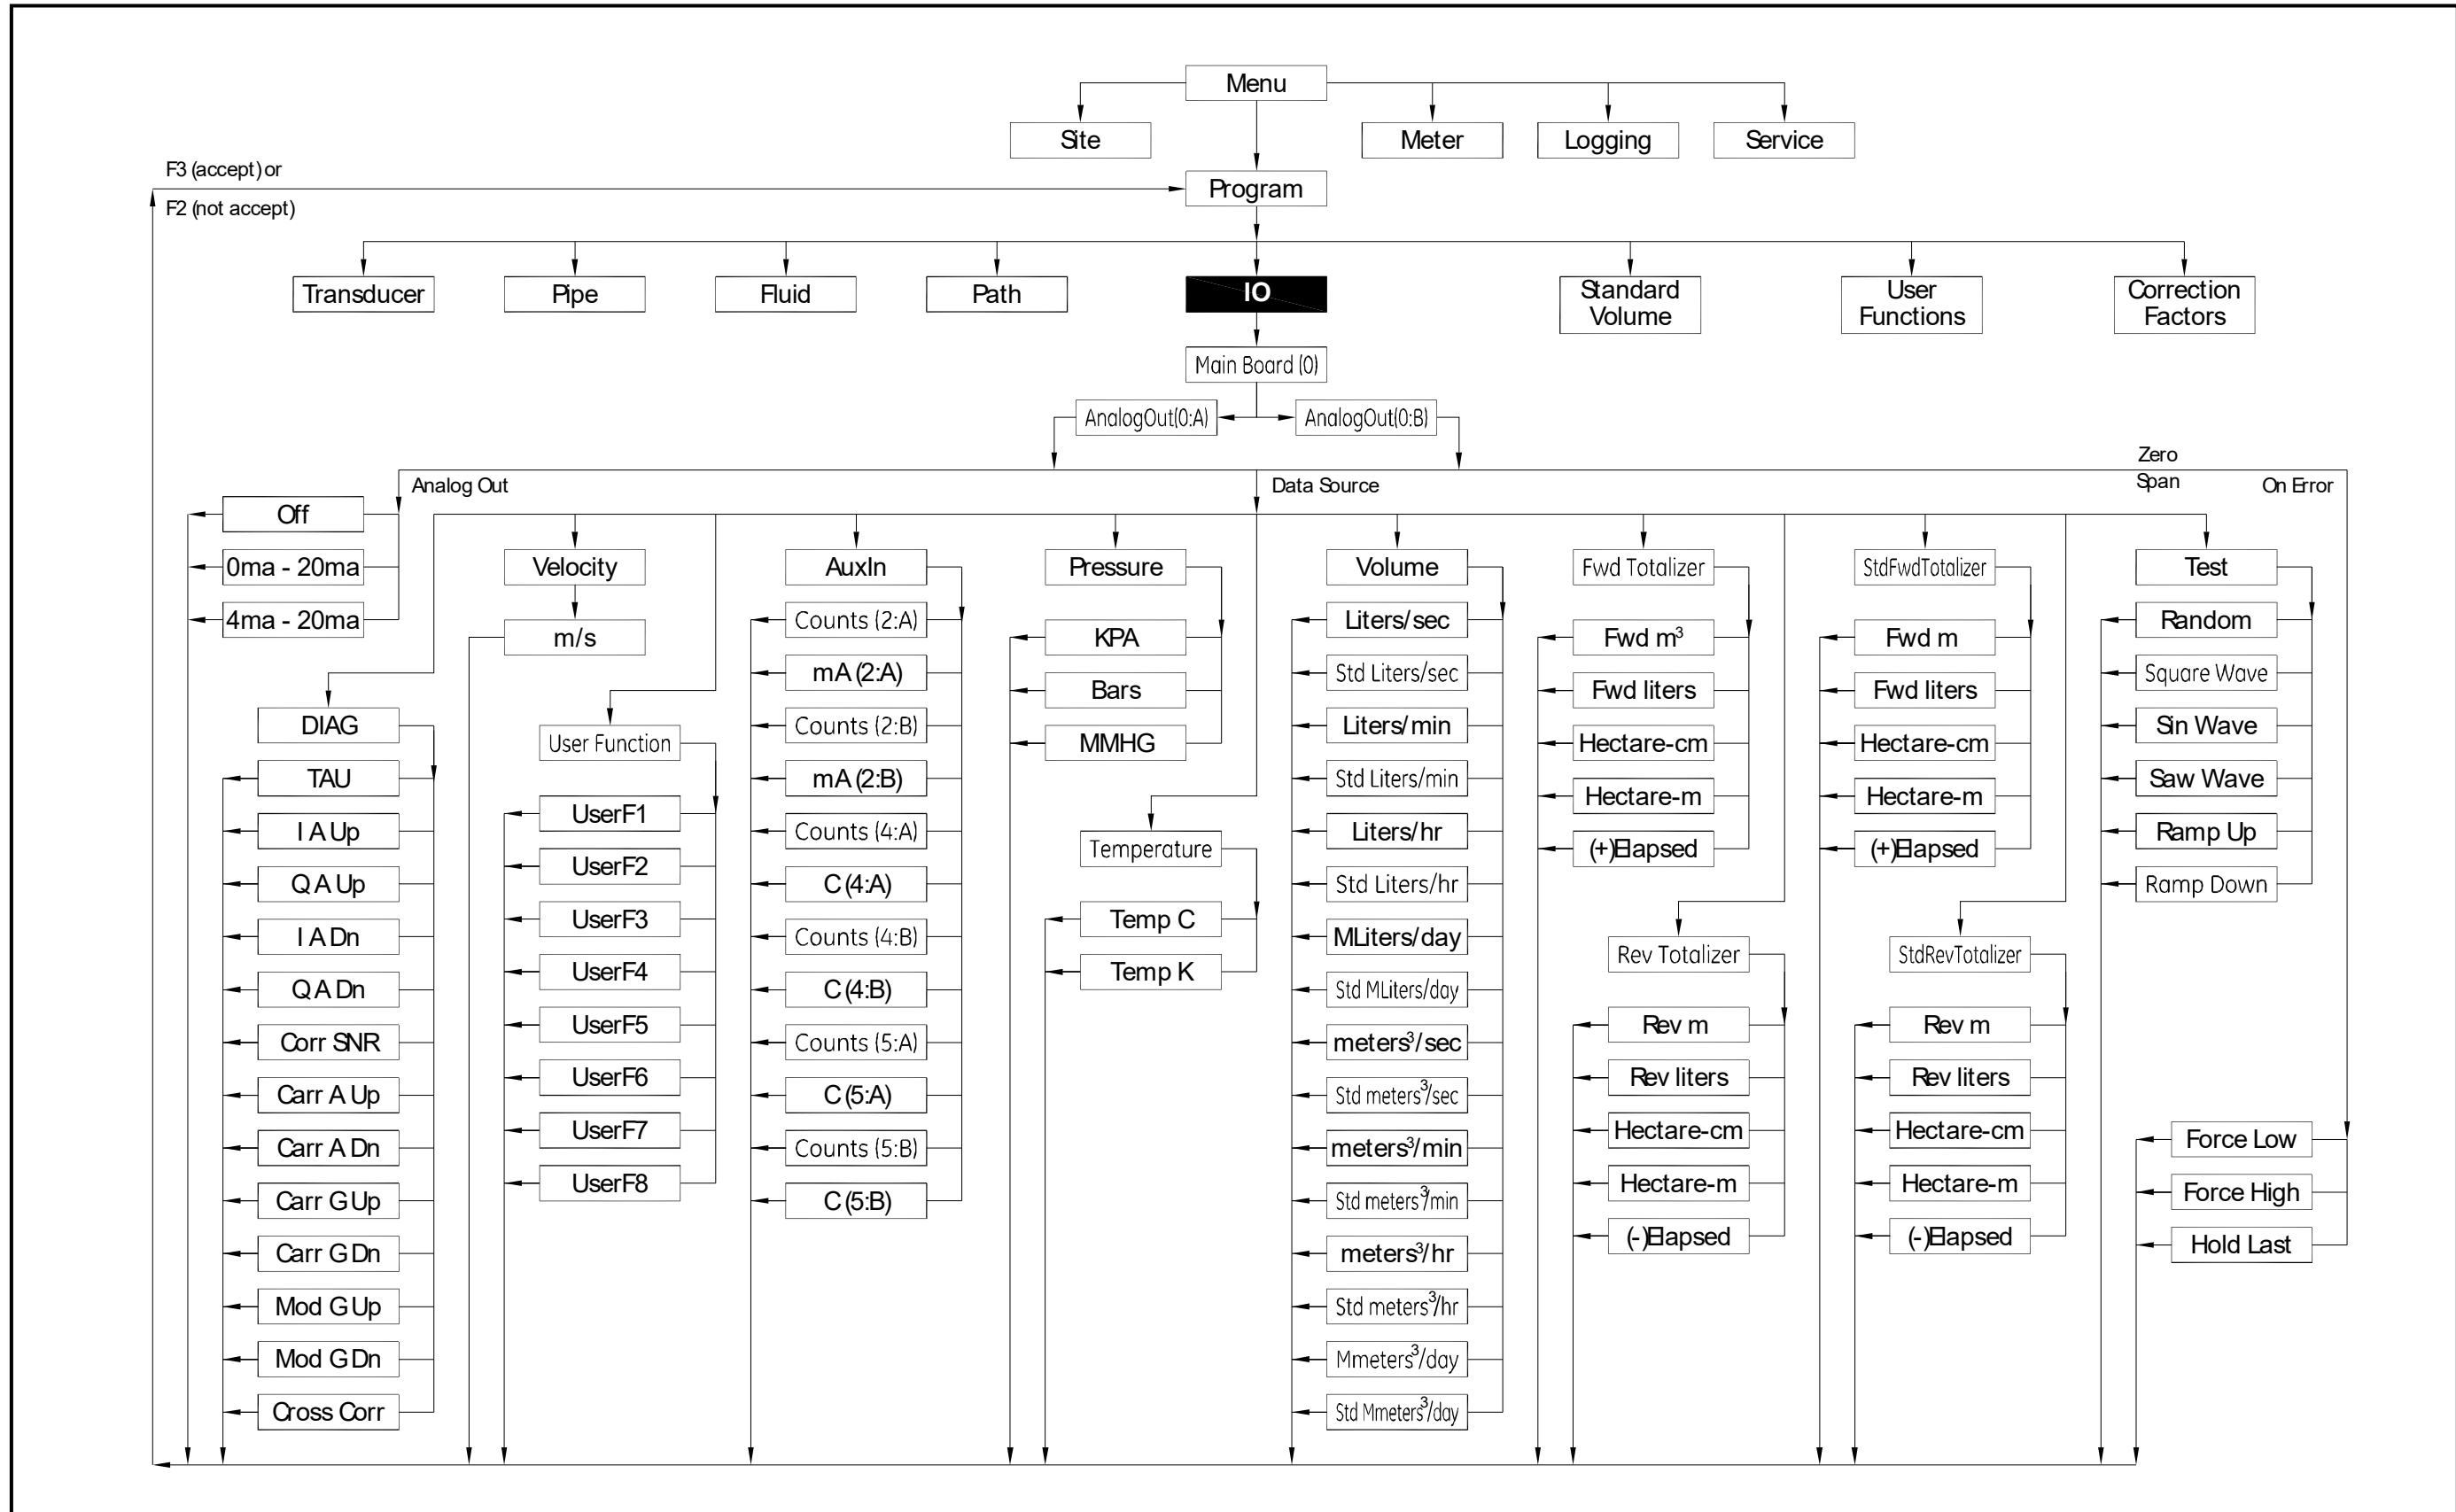 Menu
Site
Meter
Logging
Service
F3 (accept) or
Program
F2 (not accept)
Transducer
Pipe
Fluid
Path
IO
Standard
Volume
User
Functions
Correction
Factors
Main Board (0)
AnalogOut(0:A)
AnalogOut(0:B)
Zero
Span
Analog Out
Data Source
On Error
Off
0ma - 20ma
4ma - 20ma
DIAG
TAU
I A Up
Q A Up
I A Dn
Q A Dn
Corr SNR
Carr A Up
Carr A Dn
Carr G Up
Carr G Dn
Mod G Up
Mod G Dn
Cross Corr
Velocity
m/s
User Function
UserF1
UserF2
UserF3
UserF4
UserF5
UserF6
UserF7
UserF8
AuxIn
Counts (2:A)
mA (2:A)
Counts (2:B)
mA (2:B)
Counts (4:A)
C (4:A)
Counts (4:B)
C (4:B)
Counts (5:A)
C (5:A)
Counts (5:B)
C (5:B)
Pressure
KPA
Bars
MMHG
Temperature
Temp C
Temp K
Volume
Liters/sec
Std Liters/sec
Liters/min
Std Liters/min
Liters/hr
Std Liters/hr
MLiters/day
Std MLiters/day
meters³/sec
Std meters³/sec
meters³/min
Std meters³/min
meters³/hr
Std meters³/hr
Mmeters³/day
Std Mmeters³/day
Fwd Totalizer
Fwd m³
Fwd liters
Hectare-cm
Hectare-m
(+)Elapsed
Rev Totalizer
Rev m
Rev liters
Hectare-cm
Hectare-m
(-)Elapsed
StdFwdTotalizer
Fwd m
Fwd liters
Hectare-cm
Hectare-m
(+)Elapsed
StdRevTotalizer
Rev m
Rev liters
Hectare-cm
Hectare-m
(-)Elapsed
Test
Random
Square Wave
Sin Wave
Saw Wave
Ramp Up
Ramp Down
Force Low
Force High
Hold Last